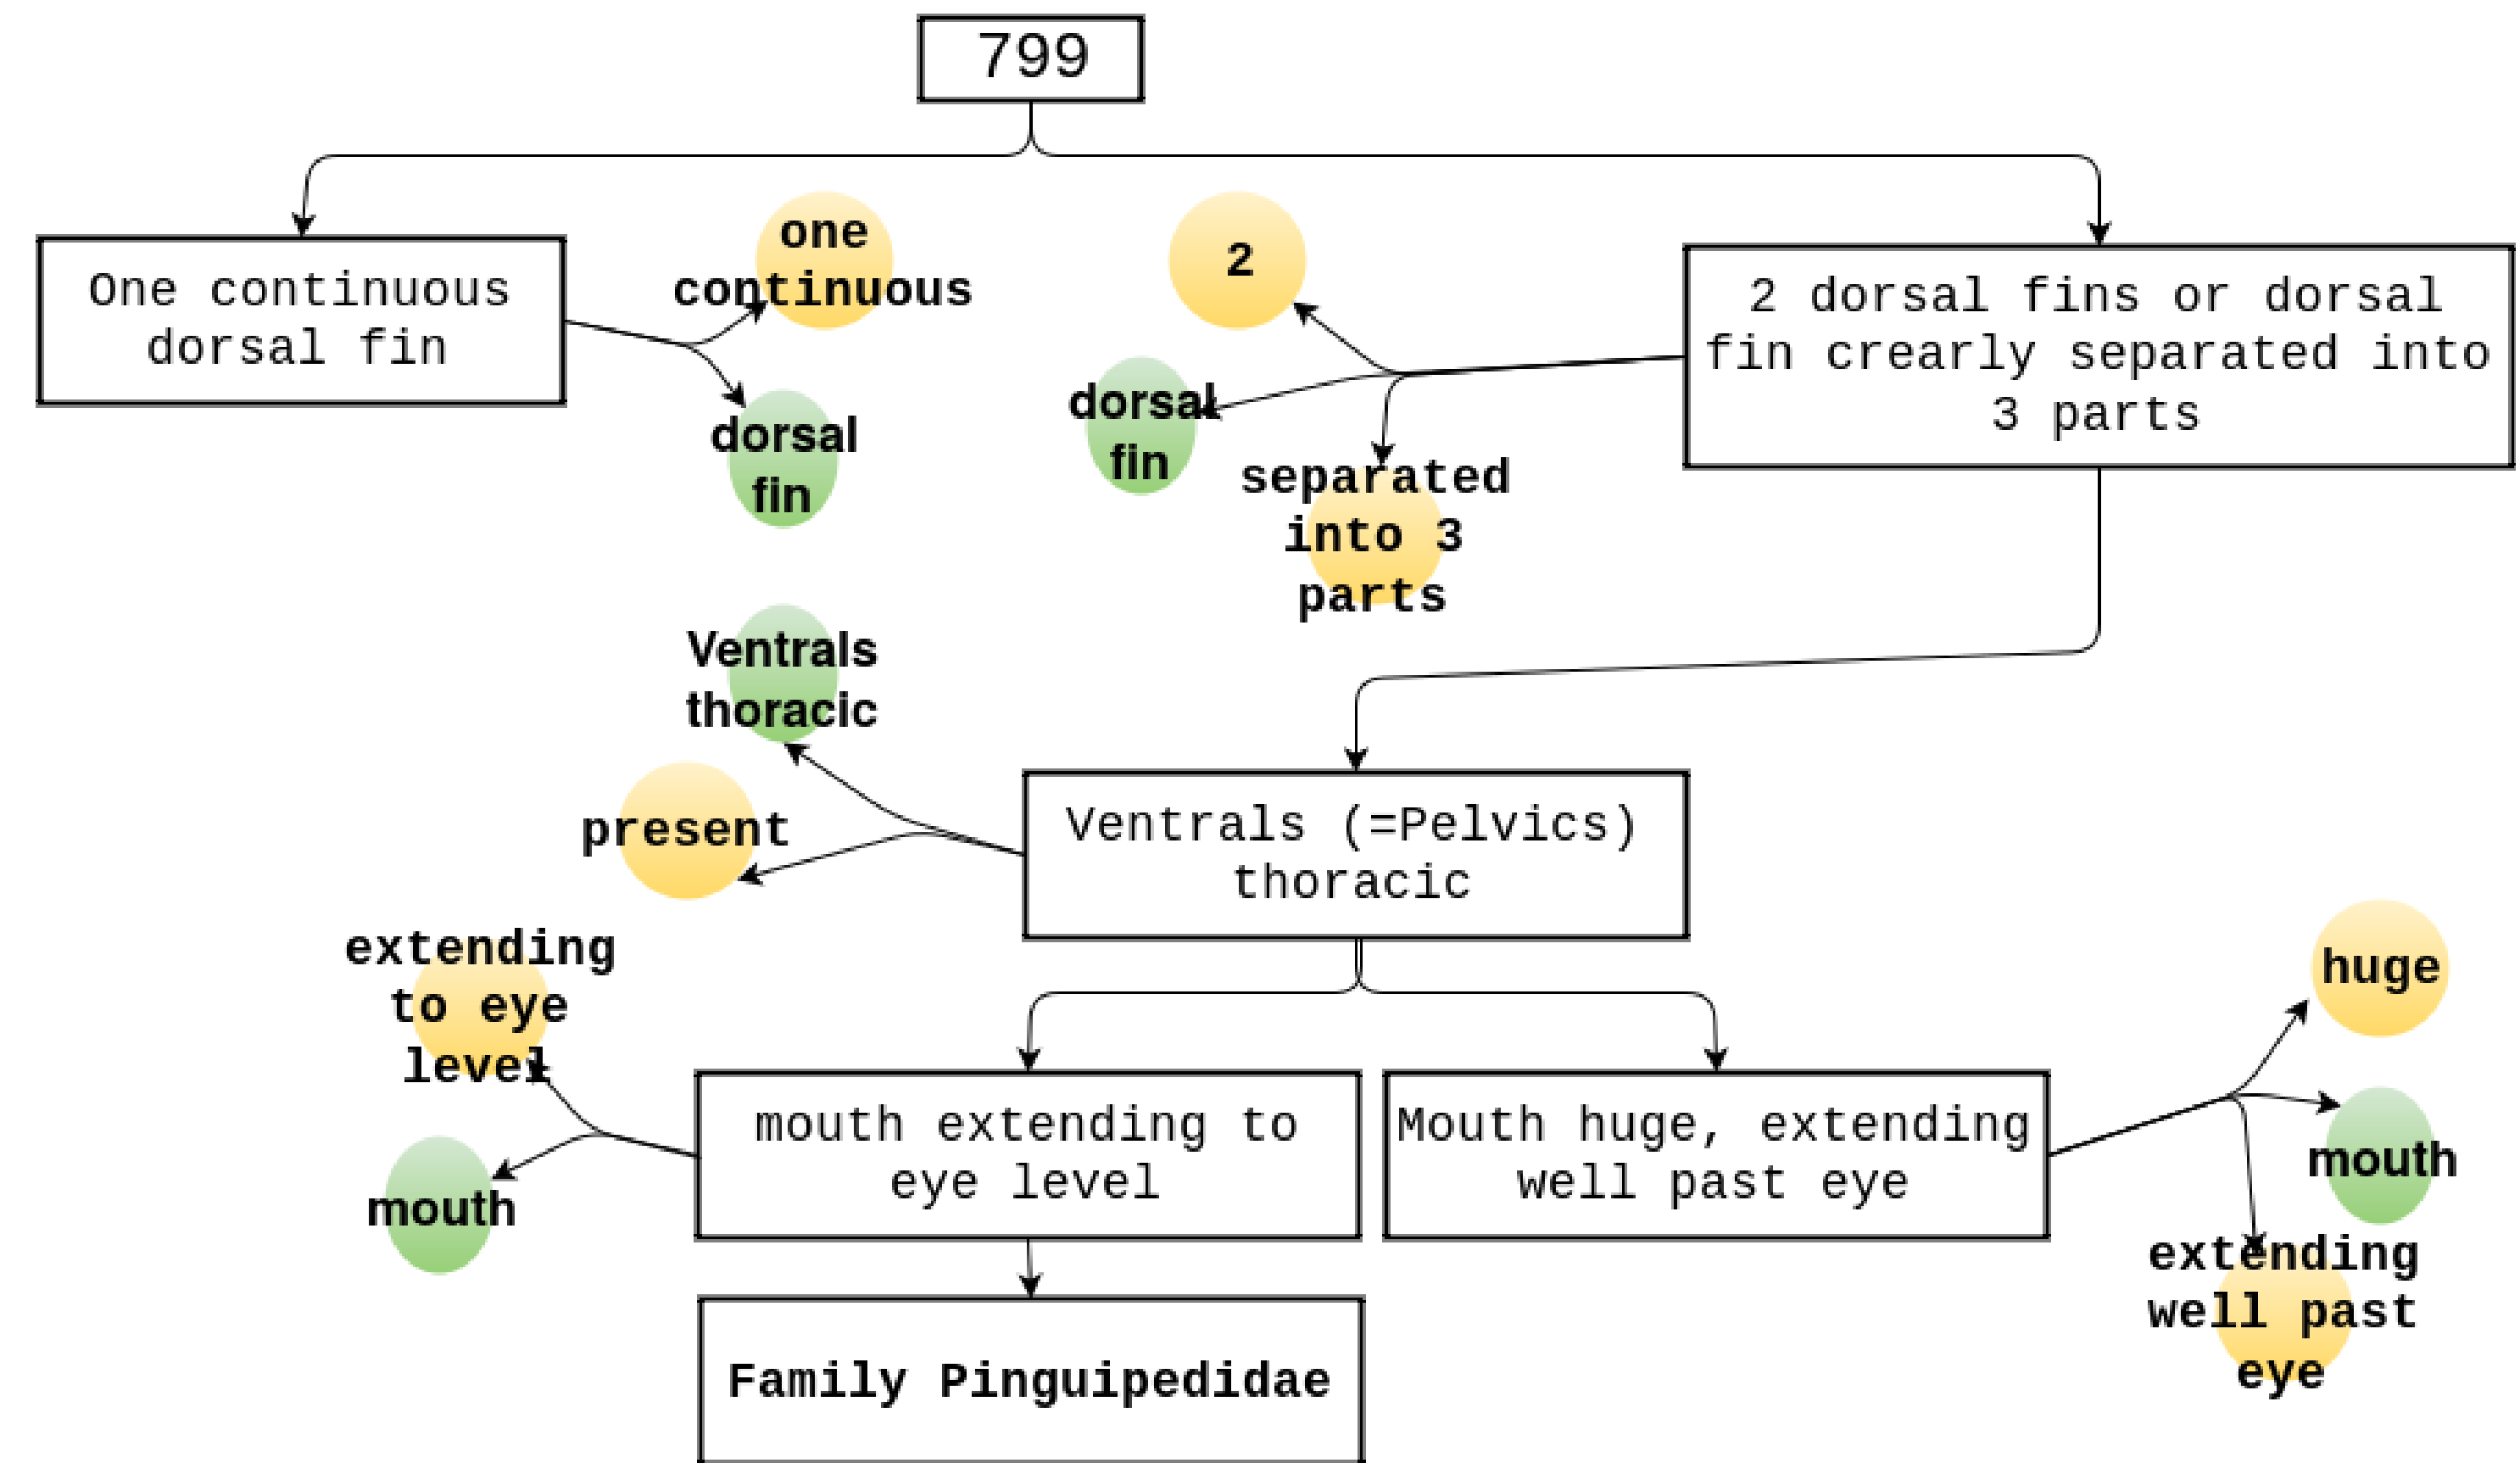 799
One continuous
dorsal fin
one
continuous
dorsal
fin
2
dorsal
fin
separated
into 3
parts
2 dorsal fins or dorsal
fin crearly separated into
3 parts
Ventrals
thoracic
present
Ventrals (=Pelvics)
thoracic
extending
to eye
level
mouth
mouth extending to
eye level
Mouth huge, extending
well past eye
huge
mouth
extending
well past
eye
Family Pinguipedidae